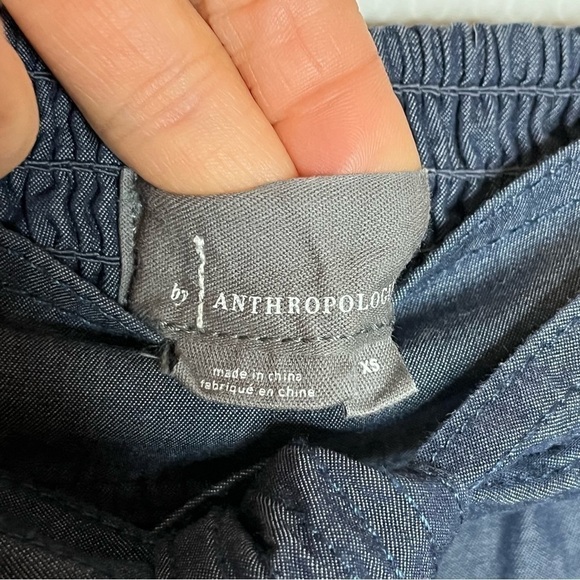 by ANTHROPOLOG
made in china
fabriqué en chine
XS